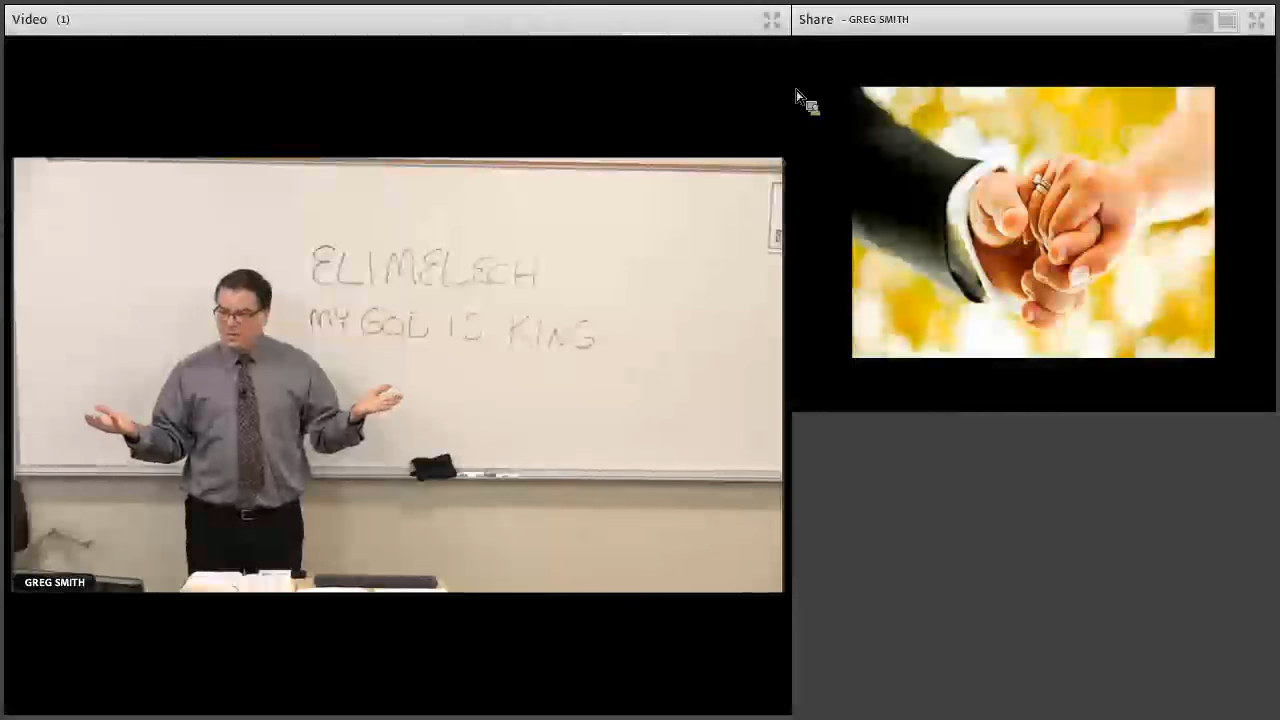 Video (1)
Share - GREG SMITH
ELIMELECH
MY GOD IS KING
GREG SMITH